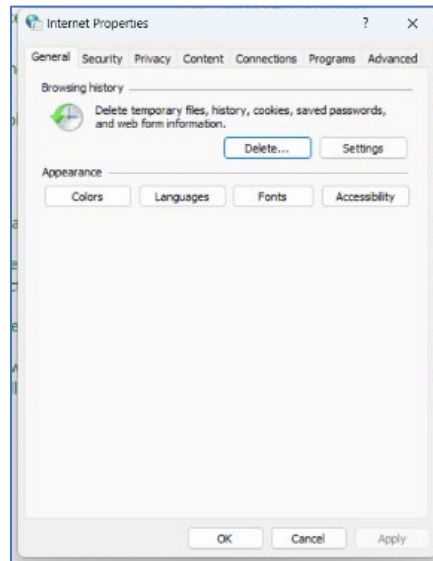 Internet Properties ? ×
General Security Privacy Content Connections Programs Advanced
Browsing history
Delete temporary files, history, cookies, saved passwords,
and web form information.
Delete... Settings
Appearance
Colors Languages Fonts Accessibility
OK Cancel Apply